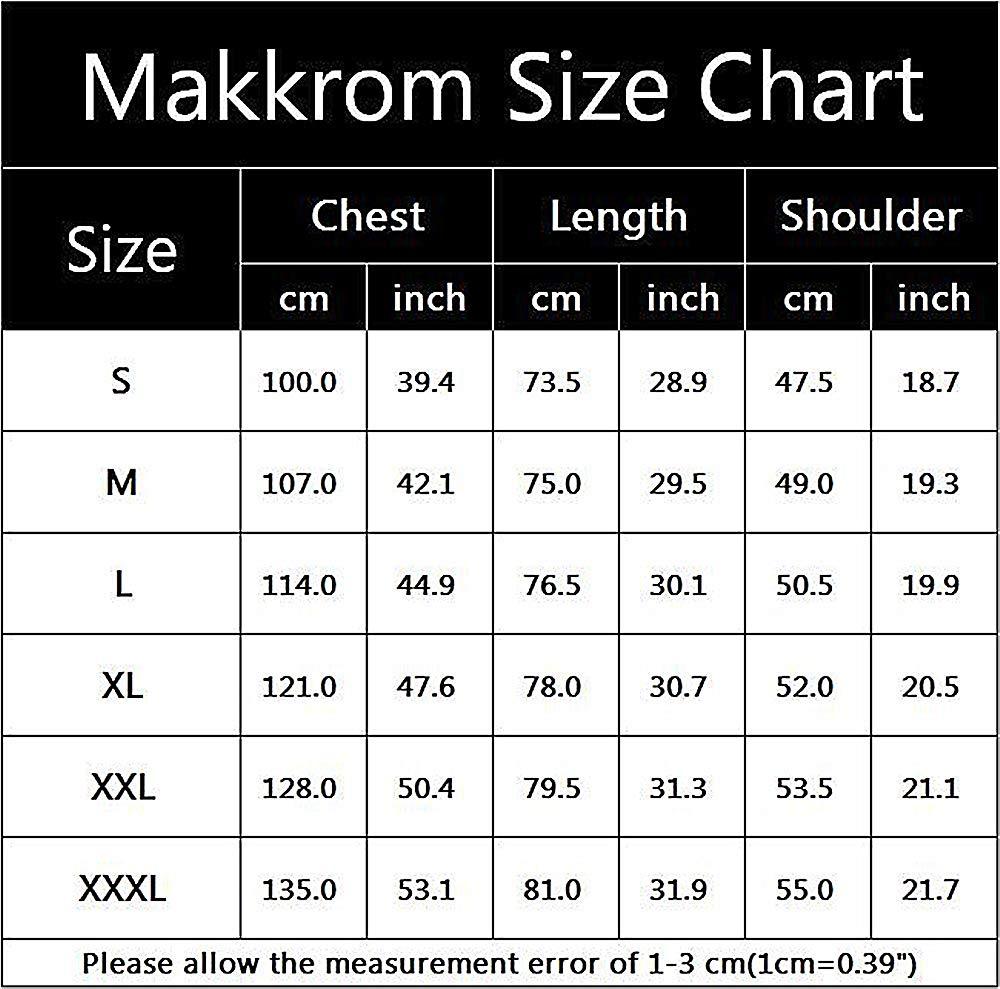 Makkrom Size Chart
Size Chest Length Shoulder
cm inch cm inch cm inch
S 100.0 39.4 73.5 28.9 47.5 18.7
M 107.0 42.1 75.0 29.5 49.0 19.3
L 114.0 44.9 76.5 30.1 50.5 19.9
XL 121.0 47.6 78.0 30.7 52.0 20.5
XXL 128.0 50.4 79.5 31.3 53.5 21.1
XXXL 135.0 53.1 81.0 31.9 55.0 21.7
Please allow the measurement error of 1-3 cm(1cm=0.39")